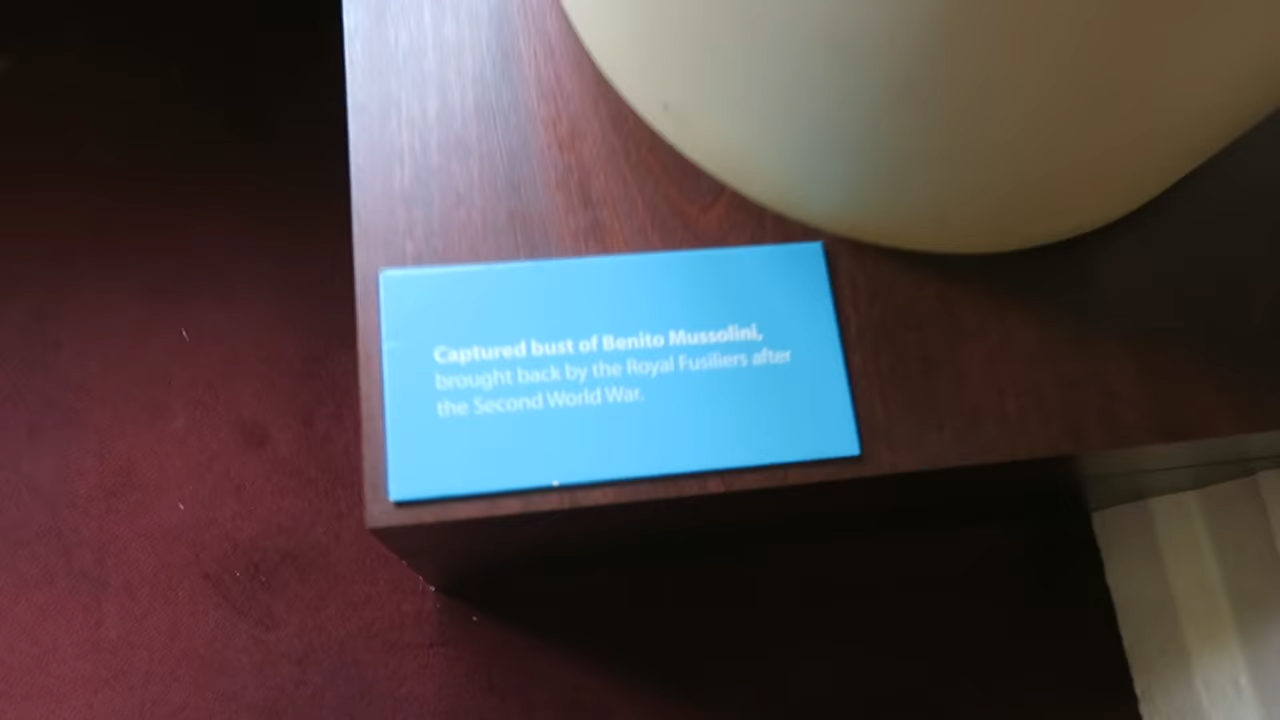 Captured bust of Benito Mussolini,
brought back by the Royal Fusiliers after
the Second World War.